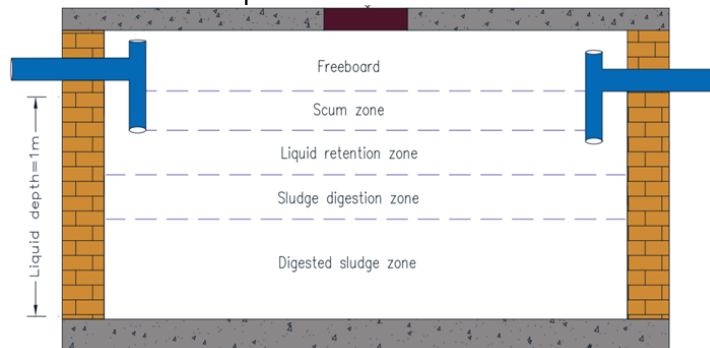 Freeboard
Scum zone
Liquid retention zone
Sludge digestion zone
Digested sludge zone
Liquid depth=1m